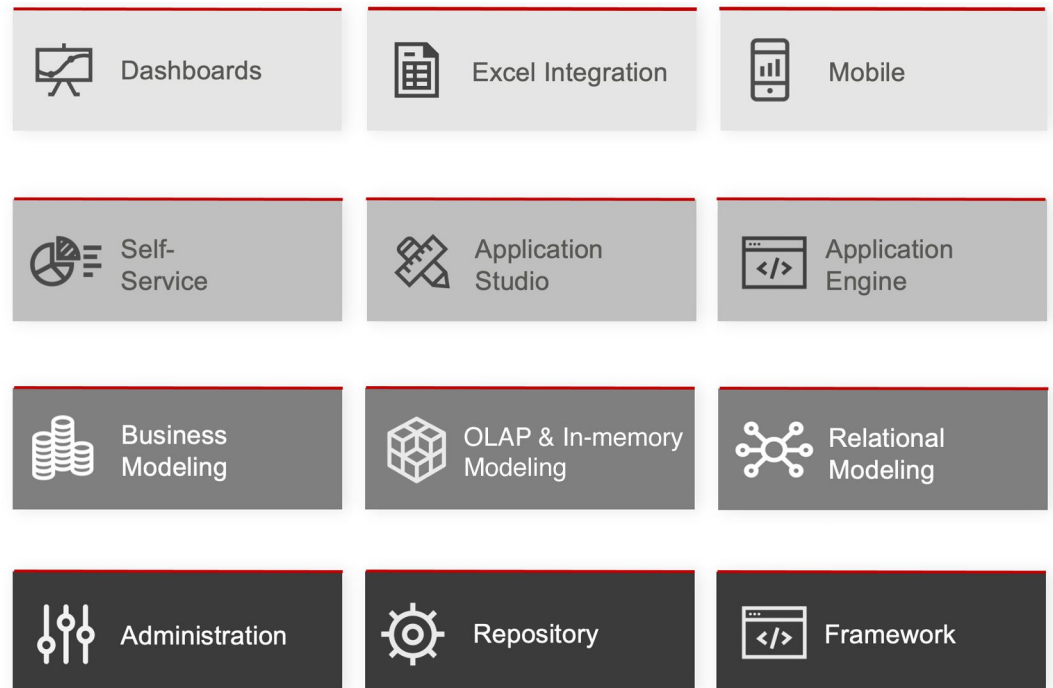 Dashboards
Excel Integration
Mobile
Self-
Service
Application
Studio
Application
Engine
Business
Modeling
OLAP & In-memory
Modeling
Relational
Modeling
Administration
Repository
Framework